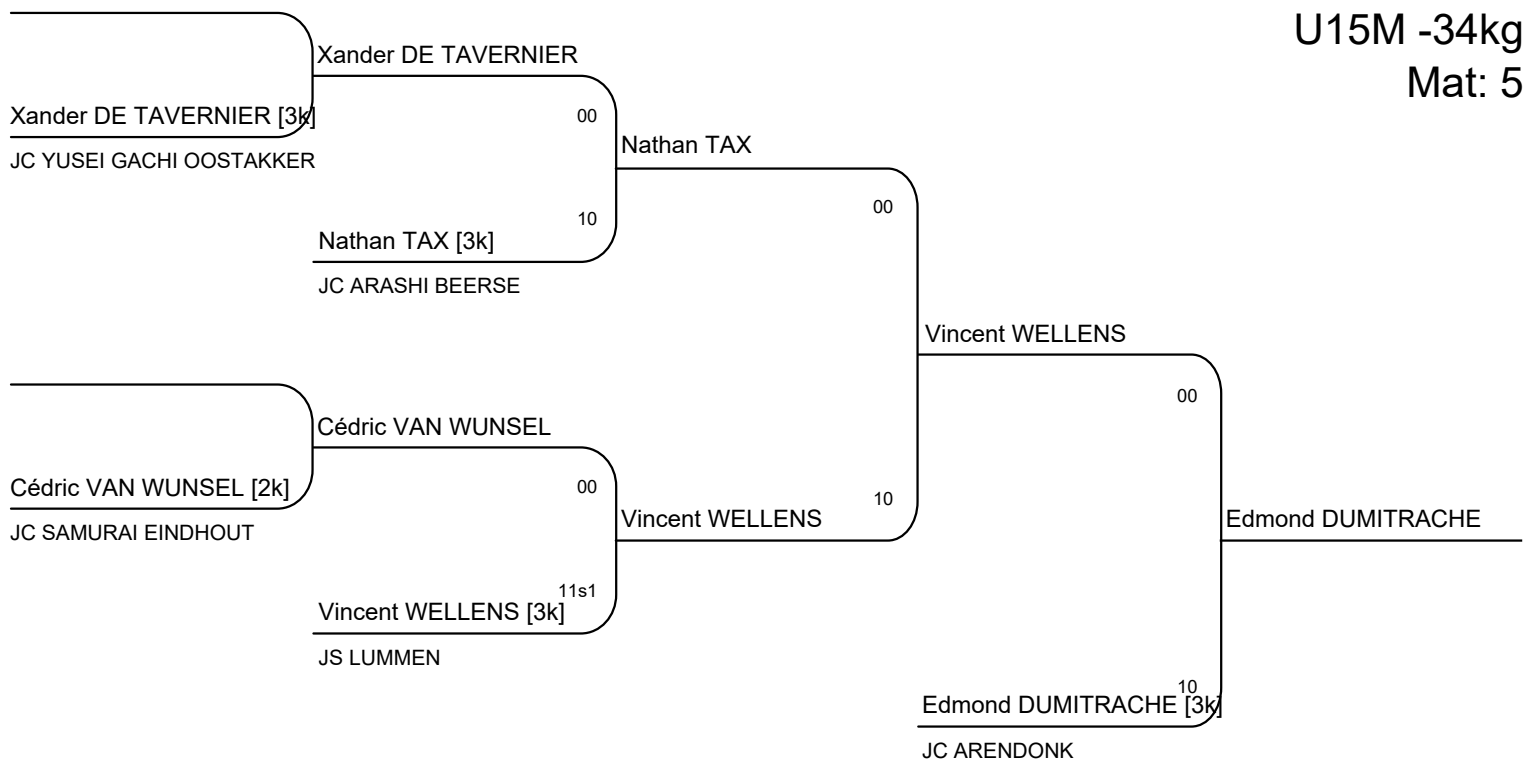 U15M -34kg
Mat: 5
Xander DE TAVERNIER
Xander DE TAVERNIER [3k]
00
JC YUSEI GACHI OOSTAKKER
Nathan TAX
00
10
Nathan TAX [3k]
JC ARASHI BEERSE
Vincent WELLENS
00
Cédric VAN WUNSEL
Cédric VAN WUNSEL [2k]
00
10
JC SAMURAI EINDHOUT
Vincent WELLENS
Edmond DUMITRACHE
11s1
Vincent WELLENS [3k]
JS LUMMEN
10
Edmond DUMITRACHE [3k]
JC ARENDONK